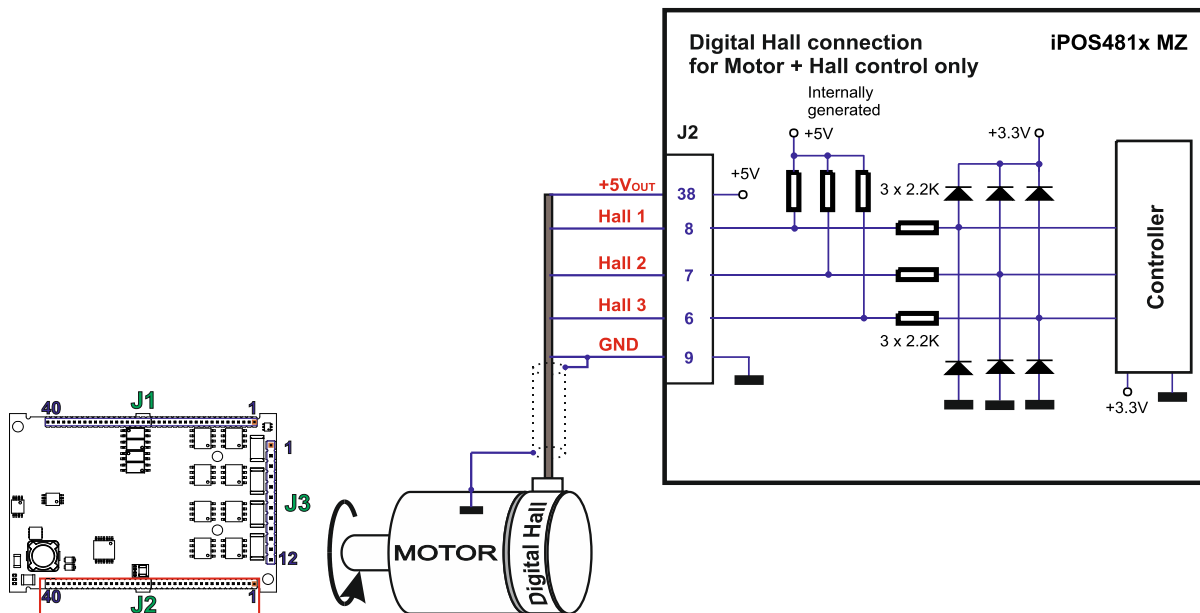 Digital Hall connection
for Motor + Hall control only
iPOS481x MZ
Internally
generated
J2
+5V
+3.3V
+5VOUT
38
+5V
3 x 2.2K
Hall 1
8
Hall 2
7
Hall 3
6
3 x 2.2K
GND
9
Controller
+3.3V
J1
40
1
1
J3
12
40
J2
1
MOTOR
Digital Hall